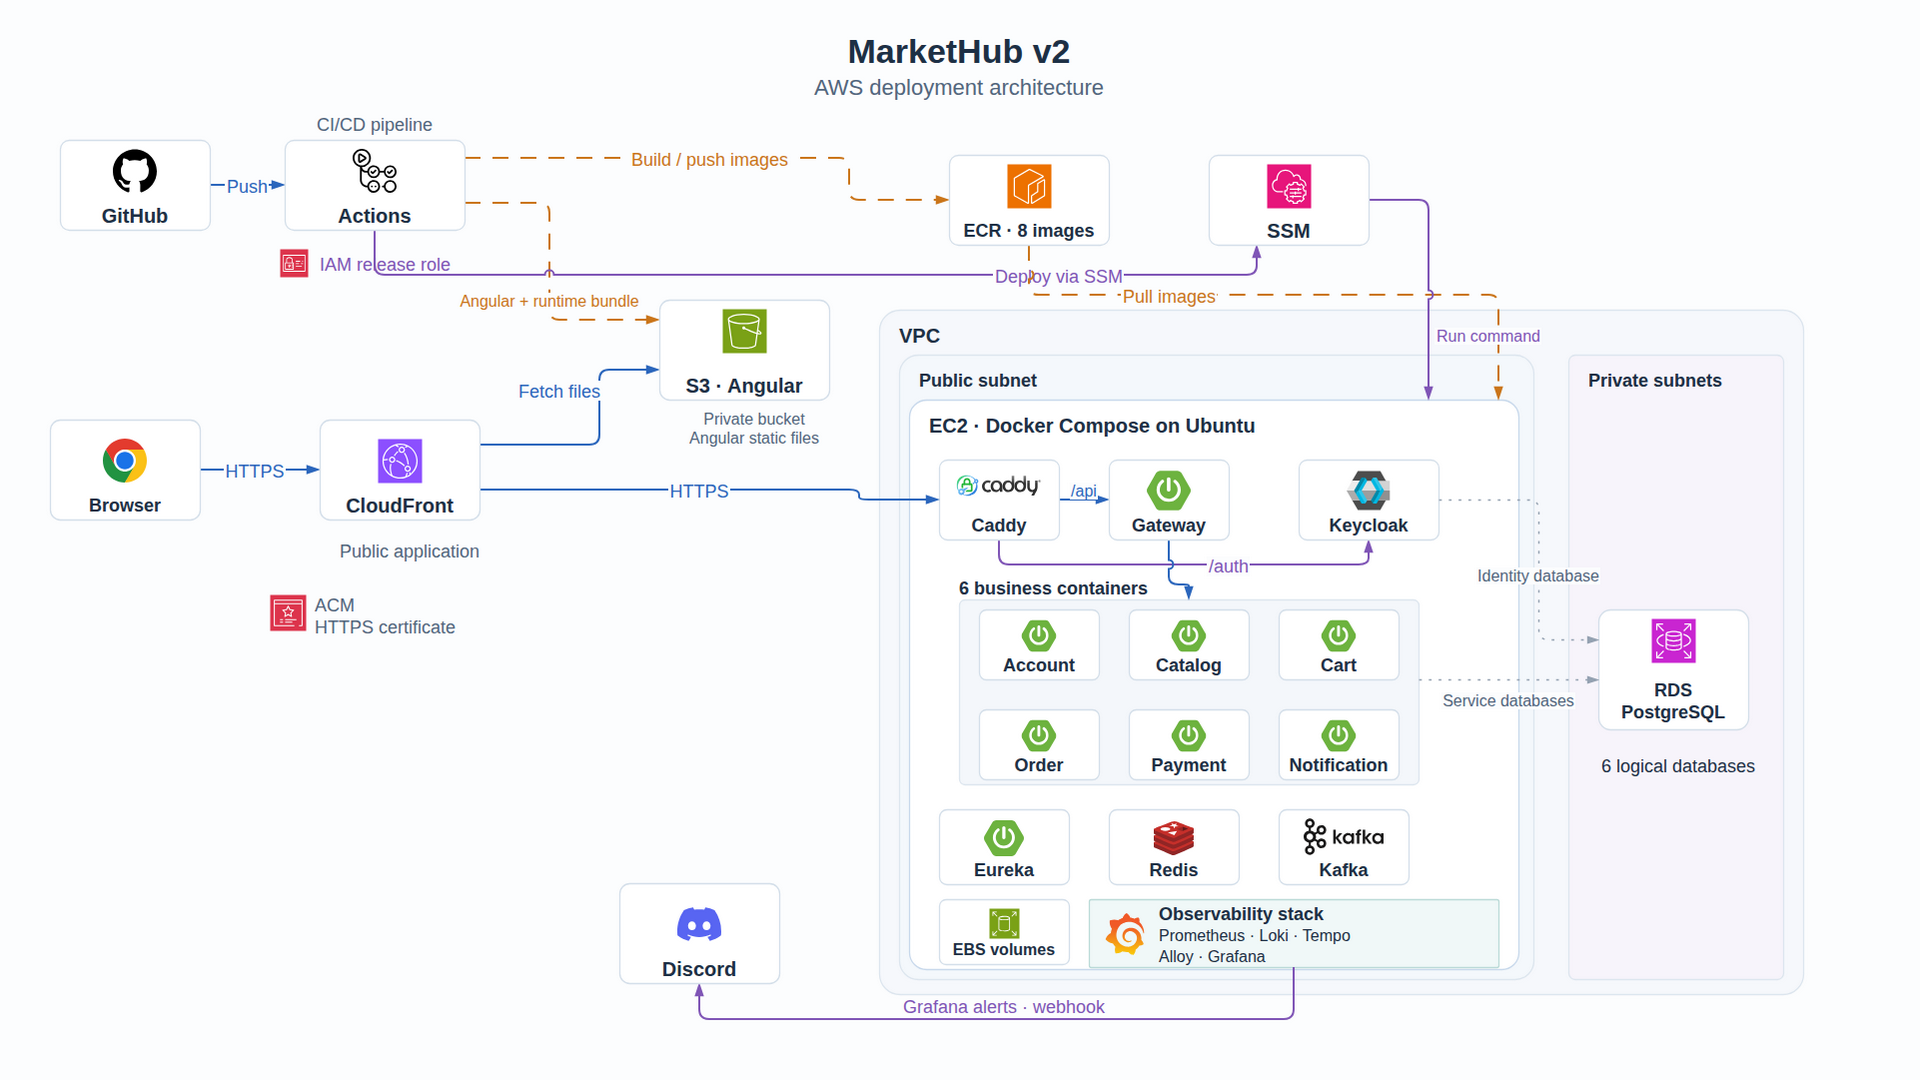 MarketHub v2
AWS deployment architecture
CI/CD pipeline
GitHub
Push
Actions
Build / push images
ECR · 8 images
SSM
IAM release role
Deploy via SSM
Angular + runtime bundle
Pull images
Run command
S3 · Angular
Private bucket
Angular static files
Fetch files
Browser
HTTPS
CloudFront
HTTPS
Public application
ACM
HTTPS certificate
VPC
Public subnet
Private subnets
EC2 · Docker Compose on Ubuntu
caddy
Caddy
/api
Gateway
Keycloak
/auth
Identity database
6 business containers
Account
Catalog
Cart
Order
Payment
Notification
Service databases
RDS
PostgreSQL
6 logical databases
Eureka
Redis
kafka
Kafka
EBS volumes
Observability stack
Prometheus · Loki · Tempo
Alloy · Grafana
Discord
Grafana alerts · webhook